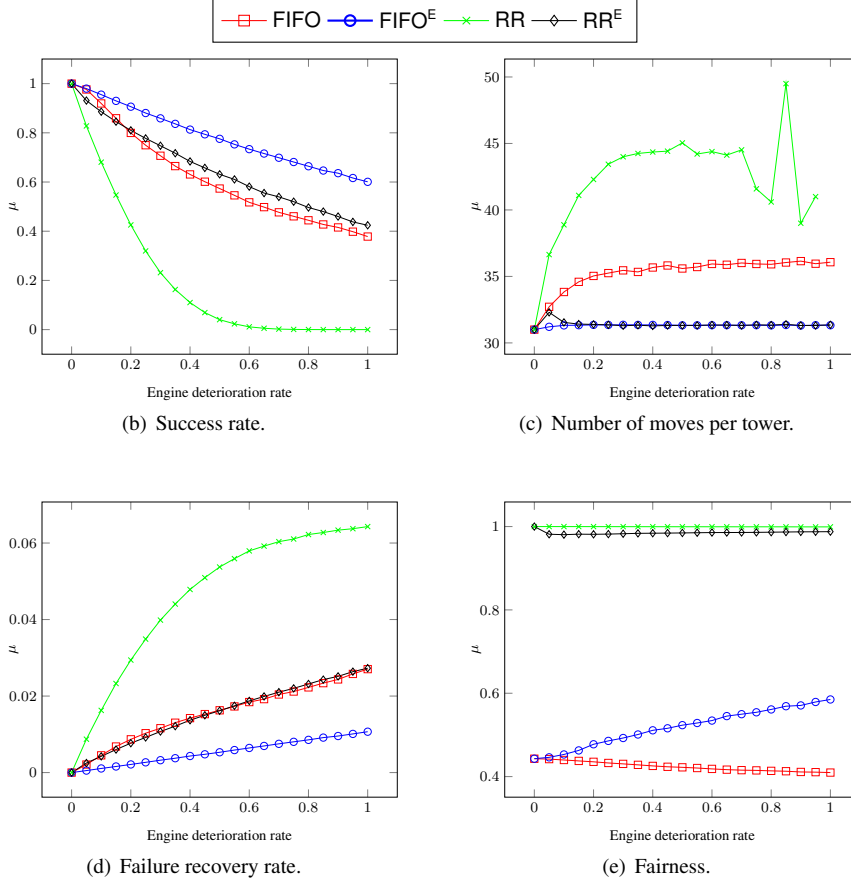 FIFO FIFO^E RR RR^E
1
0.8
0.6
0.4
0.2
0
μ
0 0.2 0.4 0.6 0.8 1
Engine deterioration rate
(b) Success rate.
50
45
40
35
30
μ
0 0.2 0.4 0.6 0.8 1
Engine deterioration rate
(c) Number of moves per tower.
0.06
0.04
0.02
0
μ
0 0.2 0.4 0.6 0.8 1
Engine deterioration rate
(d) Failure recovery rate.
1
0.8
0.6
0.4
μ
0 0.2 0.4 0.6 0.8 1
Engine deterioration rate
(e) Fairness.